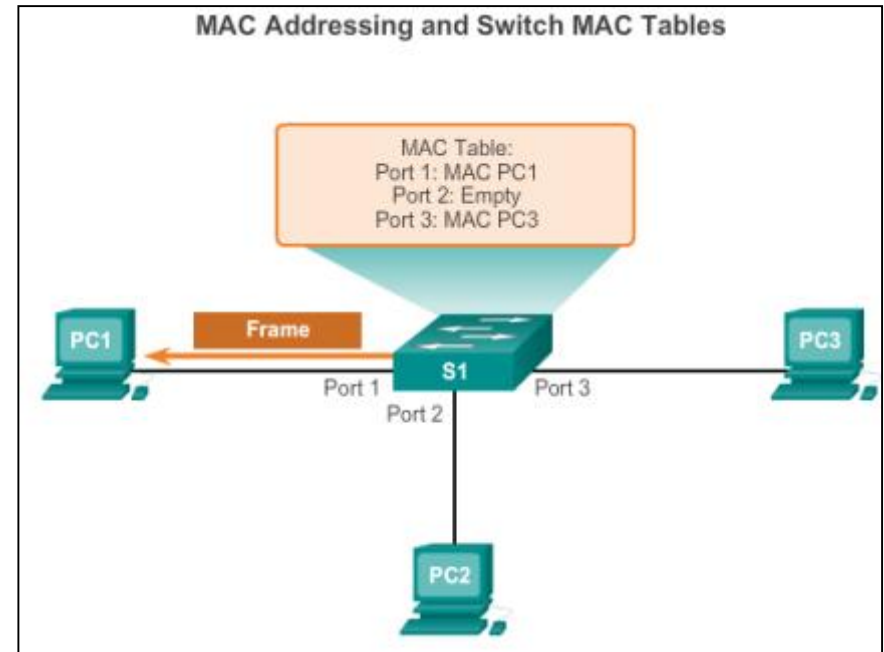 MAC Addressing and Switch MAC Tables
MAC Table:
Port 1: MAC PC1
Port 2: Empty
Port 3: MAC PC3
Frame
PC1
PC3
S1
Port 1
Port 3
Port 2
PC2